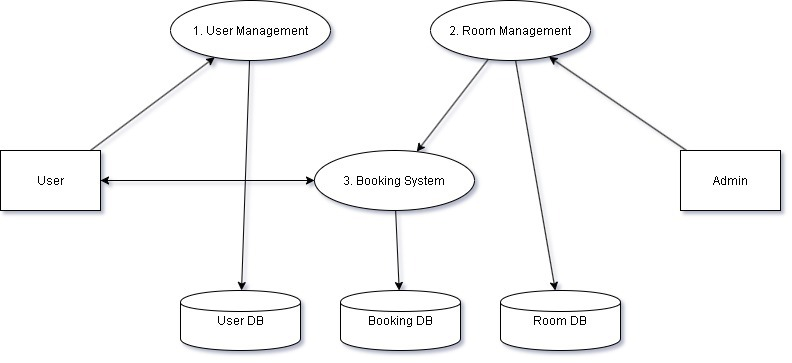 1. User Management
2. Room Management
User
3. Booking System
Admin
User DB
Booking DB
Room DB